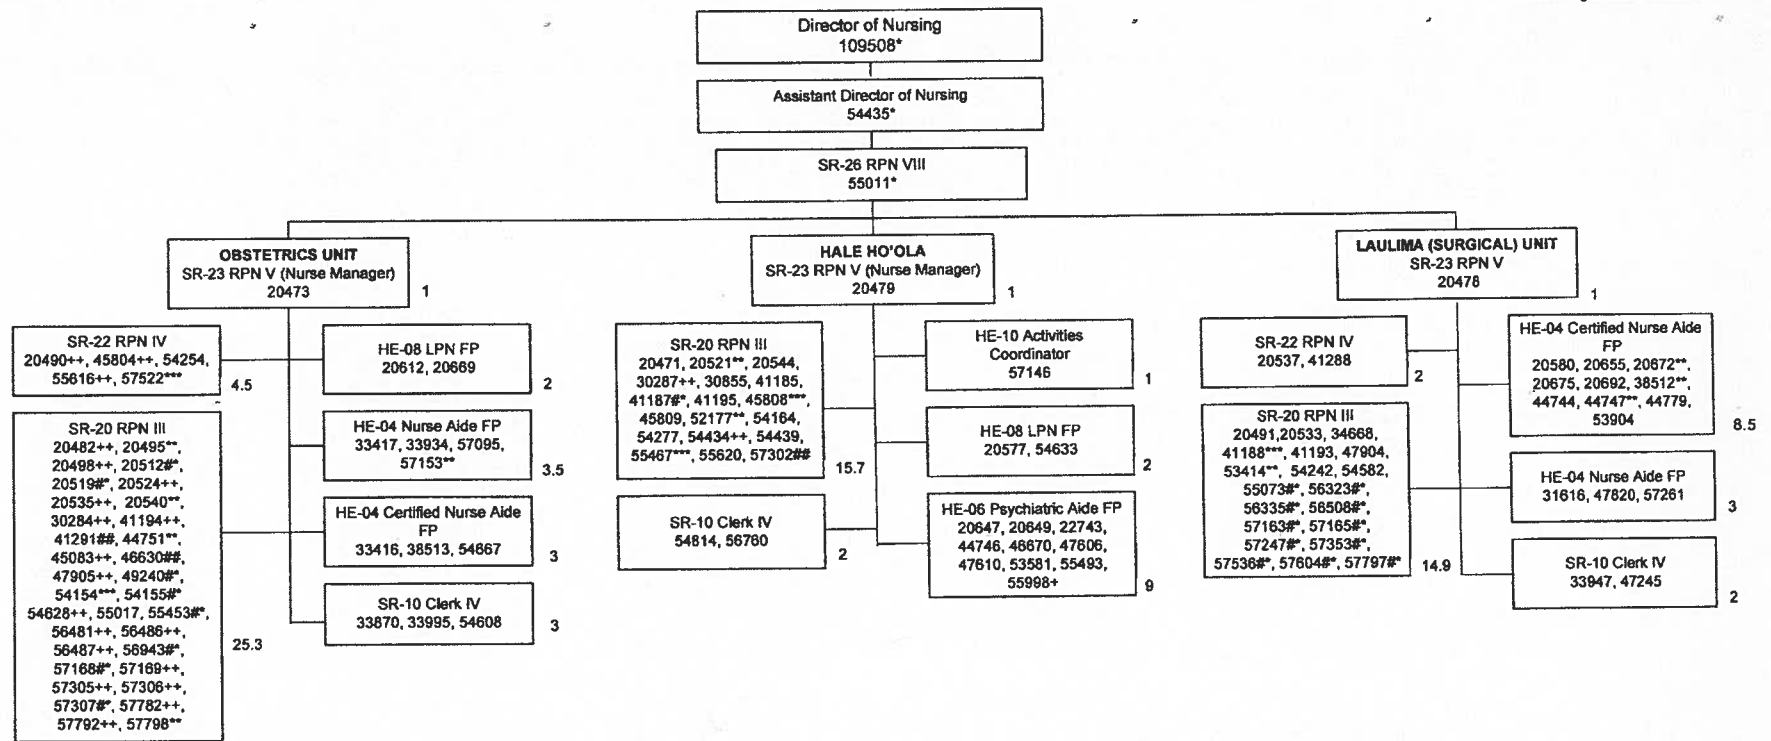 Director of Nursing
109508*
Assistant Director of Nursing
54435*
SR-26 RPN VIII
55011*
OBSTETRICS UNIT
SR-23 RPN V (Nurse Manager)
20473
1
SR-22 RPN IV
20490++, 45804++, 54254,
55616++, 57522***
4.5
SR-20 RPN III
20482++, 20495**,
20498++, 20512#*,
20519#*, 20524++,
20535++, 20540**,
30284++, 41194++,
41291##, 44751**,
45083++, 46630##,
47905++, 49240#*,
54154***, 54155#*
54628++, 55017, 55453#*,
56481++, 56486++,
56487++, 56943#*,
57168#*, 57169++,
57305++, 57306++,
57307#*, 57782++,
57792++, 57798**
25.3
HE-08 LPN FP
20612, 20669
2
HE-04 Nurse Aide FP
33417, 33934, 57095,
57153**
3.5
HE-04 Certified Nurse Aide
FP
33416, 38513, 54867
3
SR-10 Clerk IV
33870, 33995, 54608
3
HALE HO'OLA
SR-23 RPN V (Nurse Manager)
20479
1
SR-20 RPN III
20471, 20521**, 20544,
30287++, 30855, 41185,
41187#*, 41195, 45808***,
45809, 52177**, 54164,
54277, 54434++, 54439,
55467***, 55620, 57302##
15.7
SR-10 Clerk IV
54814, 56780
2
HE-10 Activities
Coordinator
57146
1
HE-08 LPN FP
20577, 54633
2
HE-06 Psychiatric Aide FP
20647, 20649, 22743,
44746, 48670, 47606,
47610, 53581, 55493,
55998+
9
LAULIMA (SURGICAL) UNIT
SR-23 RPN V
20478
1
SR-22 RPN IV
20537, 41288
2
SR-20 RPN III
20491,20533, 34668,
41188***, 41193, 47904,
53414**, 54242, 54582,
55073#*, 56323#*,
56335#*, 56508#*,
57163#*, 57165#*,
57247#*, 57353#*,
57536#*, 57604#*, 57797#*
14.9
HE-04 Certified Nurse Aide
FP
20580, 20655, 20672**,
20675, 20692, 38512**,
44744, 44747**, 44779,
53904
8.5
HE-04 Nurse Aide FP
31616, 47820, 57261
3
SR-10 Clerk IV
33947, 47245
2